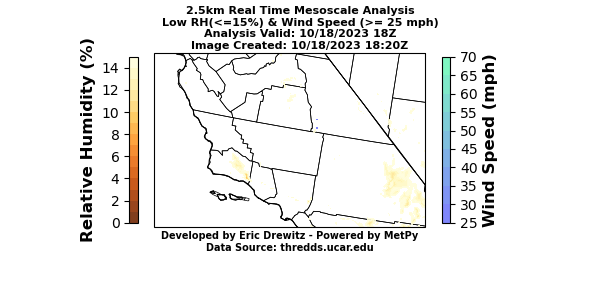 2.5km Real Time Mesoscale Analysis
Low RH(<=15%) & Wind Speed (>= 25 mph)
Analysis Valid: 10/18/2023 18Z
Image Created: 10/18/2023 18:20Z
Relative Humidity (%)
14
12
10
8
6
4
2
0
70
65
60
55
50
45
40
35
30
25
Wind Speed (mph)
Developed by Eric Drewitz - Powered by MetPy
Data Source: thredds.ucar.edu